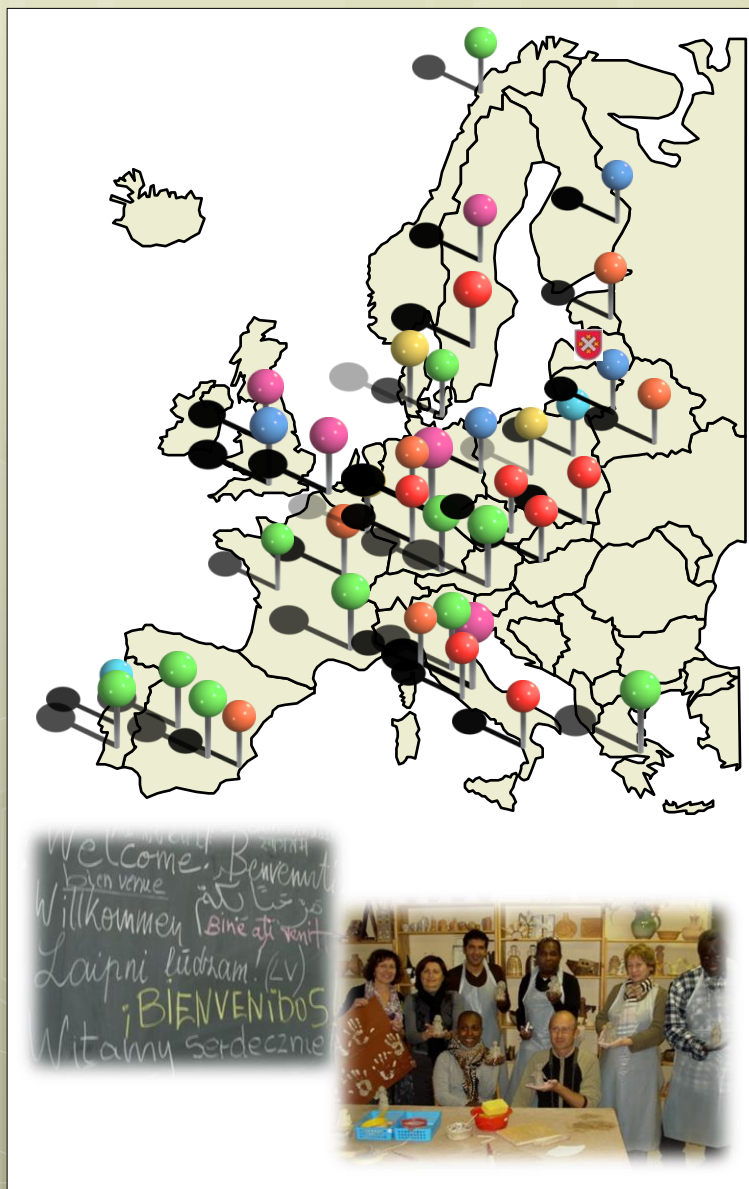 Welcome. Benvenuti
bien venue
Willkommen
Bine ați venit
Laipni lūdzam! (LV)
¡BIENVENIDOS
Witamy serdecznie